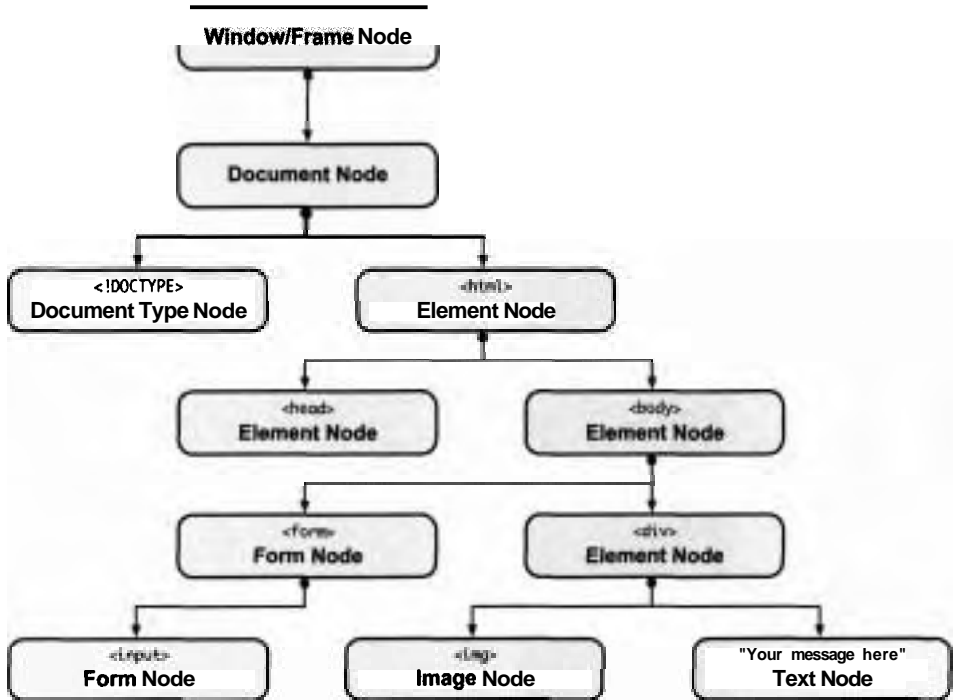 Window/Frame Node
Document Node
<!DOCTYPE>
Document Type Node
<html>
Element Node
<head>
Element Node
<body>
Element Node
<form>
Form Node
<div>
Element Node
<input>
Form Node
<img>
Image Node
"Your message here"
Text Node